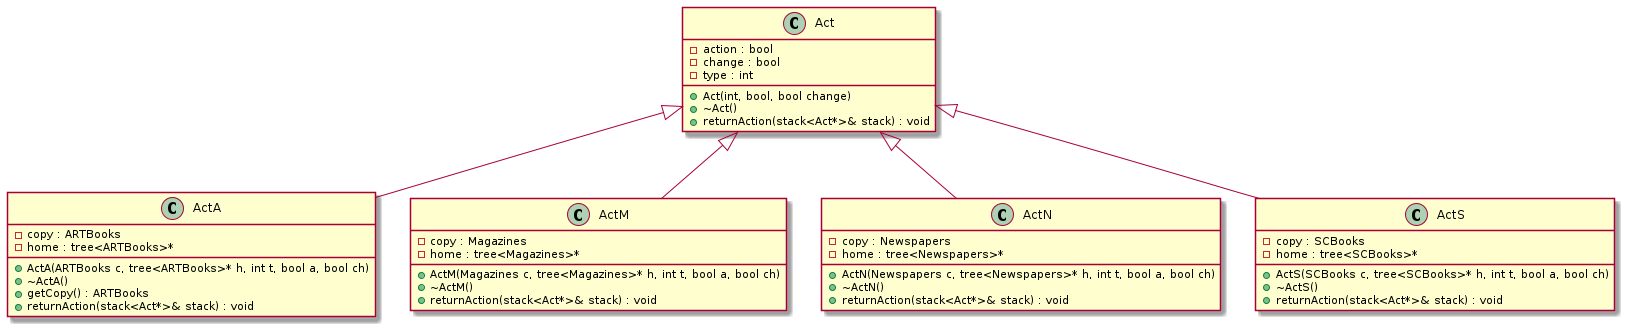 C Act
action : bool
change : bool
type : int
Act(int, bool, bool change)
~Act()
returnAction(stack<Act*>& stack) : void
C ActA
copy : ARTBooks
home : tree<ARTBooks>*
ActA(ARTBooks c, tree<ARTBooks>* h, int t, bool a, bool ch)
~ActA()
getCopy() : ARTBooks
returnAction(stack<Act*>& stack) : void
C ActM
copy : Magazines
home : tree<Magazines>*
ActM(Magazines c, tree<Magazines>* h, int t, bool a, bool ch)
~ActM()
returnAction(stack<Act*>& stack) : void
C ActN
copy : Newspapers
home : tree<Newspapers>*
ActN(Newspapers c, tree<Newspapers>* h, int t, bool a, bool ch)
~ActN()
returnAction(stack<Act*>& stack) : void
C ActS
copy : SCBooks
home : tree<SCBooks>*
ActS(SCBooks c, tree<SCBooks>* h, int t, bool a, bool ch)
~ActS()
returnAction(stack<Act*>& stack) : void